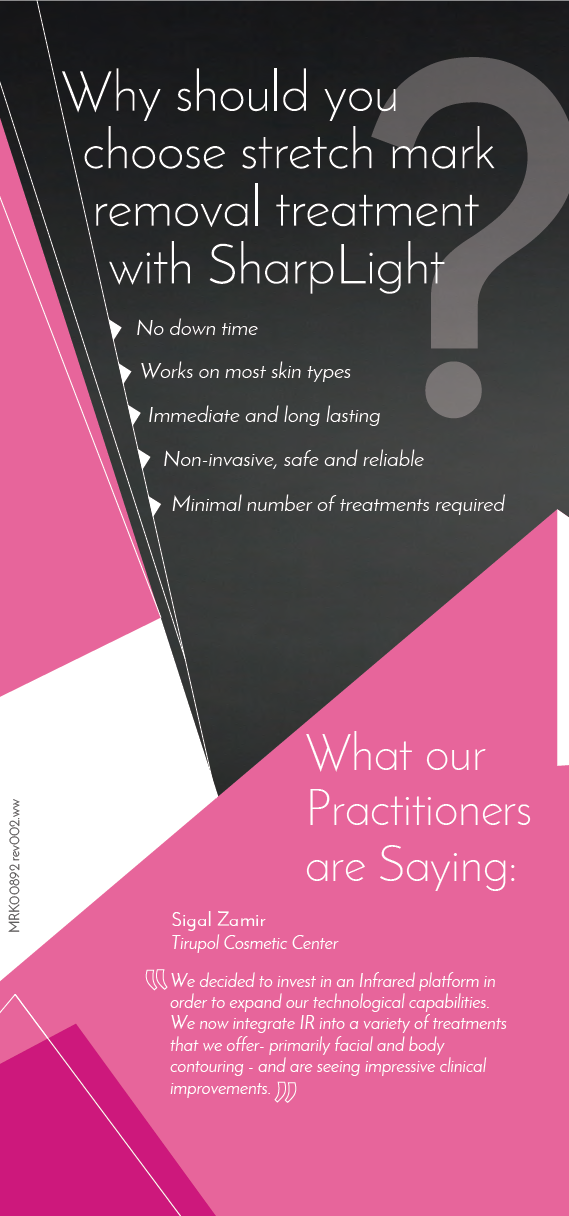 Why should you
choose stretch mark
removal treatment
with SharpLight
?
No down time
Works on most skin types
Immediate and long lasting
Non-invasive, safe and reliable
Minimal number of treatments required
What our
Practitioners
are Saying:
Sigal Zamir
Tirupol Cosmetic Center
"We decided to invest in an Infrared platform in
order to expand our technological capabilities.
We now integrate IR into a variety of treatments
that we offer- primarily facial and body
contouring - and are seeing impressive clinical
improvements."
MRK00892 rev002.ww